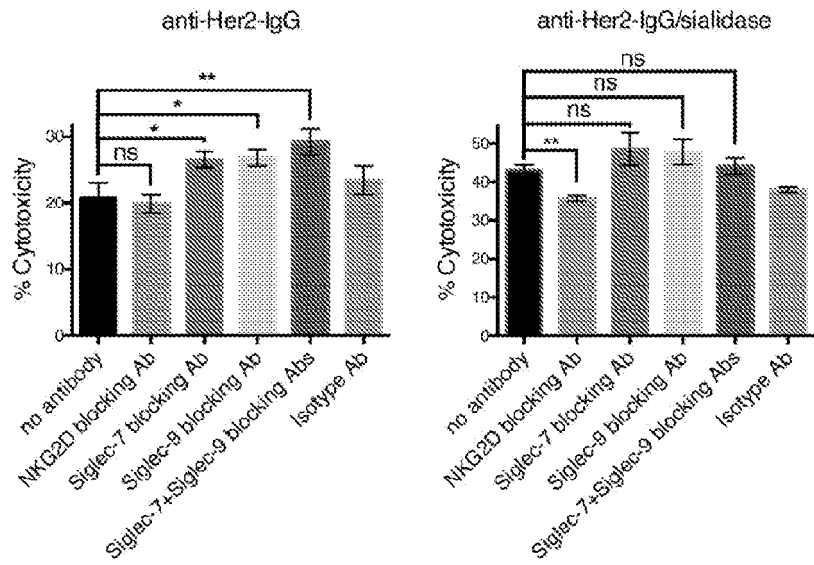 anti-Her2-IgG
anti-Her2-IgG/sialidase
**
*
*
ns
30
20
10
0
% Cytotoxicity
no antibody
NKG2D blocking Ab
Siglec-7 blocking Ab
Siglec-9 blocking Ab
Siglec-7+Siglec-9 blocking Abs
Isotype Ab
ns
ns
ns
**
50
40
30
20
10
0
% Cytotoxicity
no antibody
NKG2D blocking Ab
Siglec-7 blocking Ab
Siglec-9 blocking Ab
Siglec-7+Siglec-9 blocking Abs
Isotype Ab